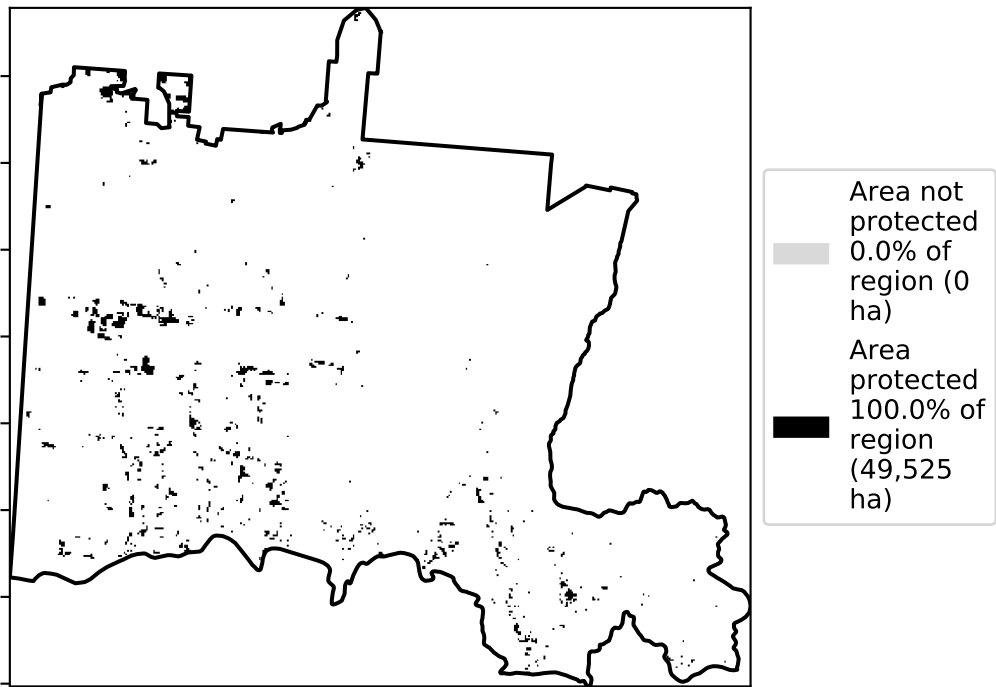 Area not
protected
0.0% of
region (0
ha)
Area
protected
100.0% of
region
(49,525
ha)